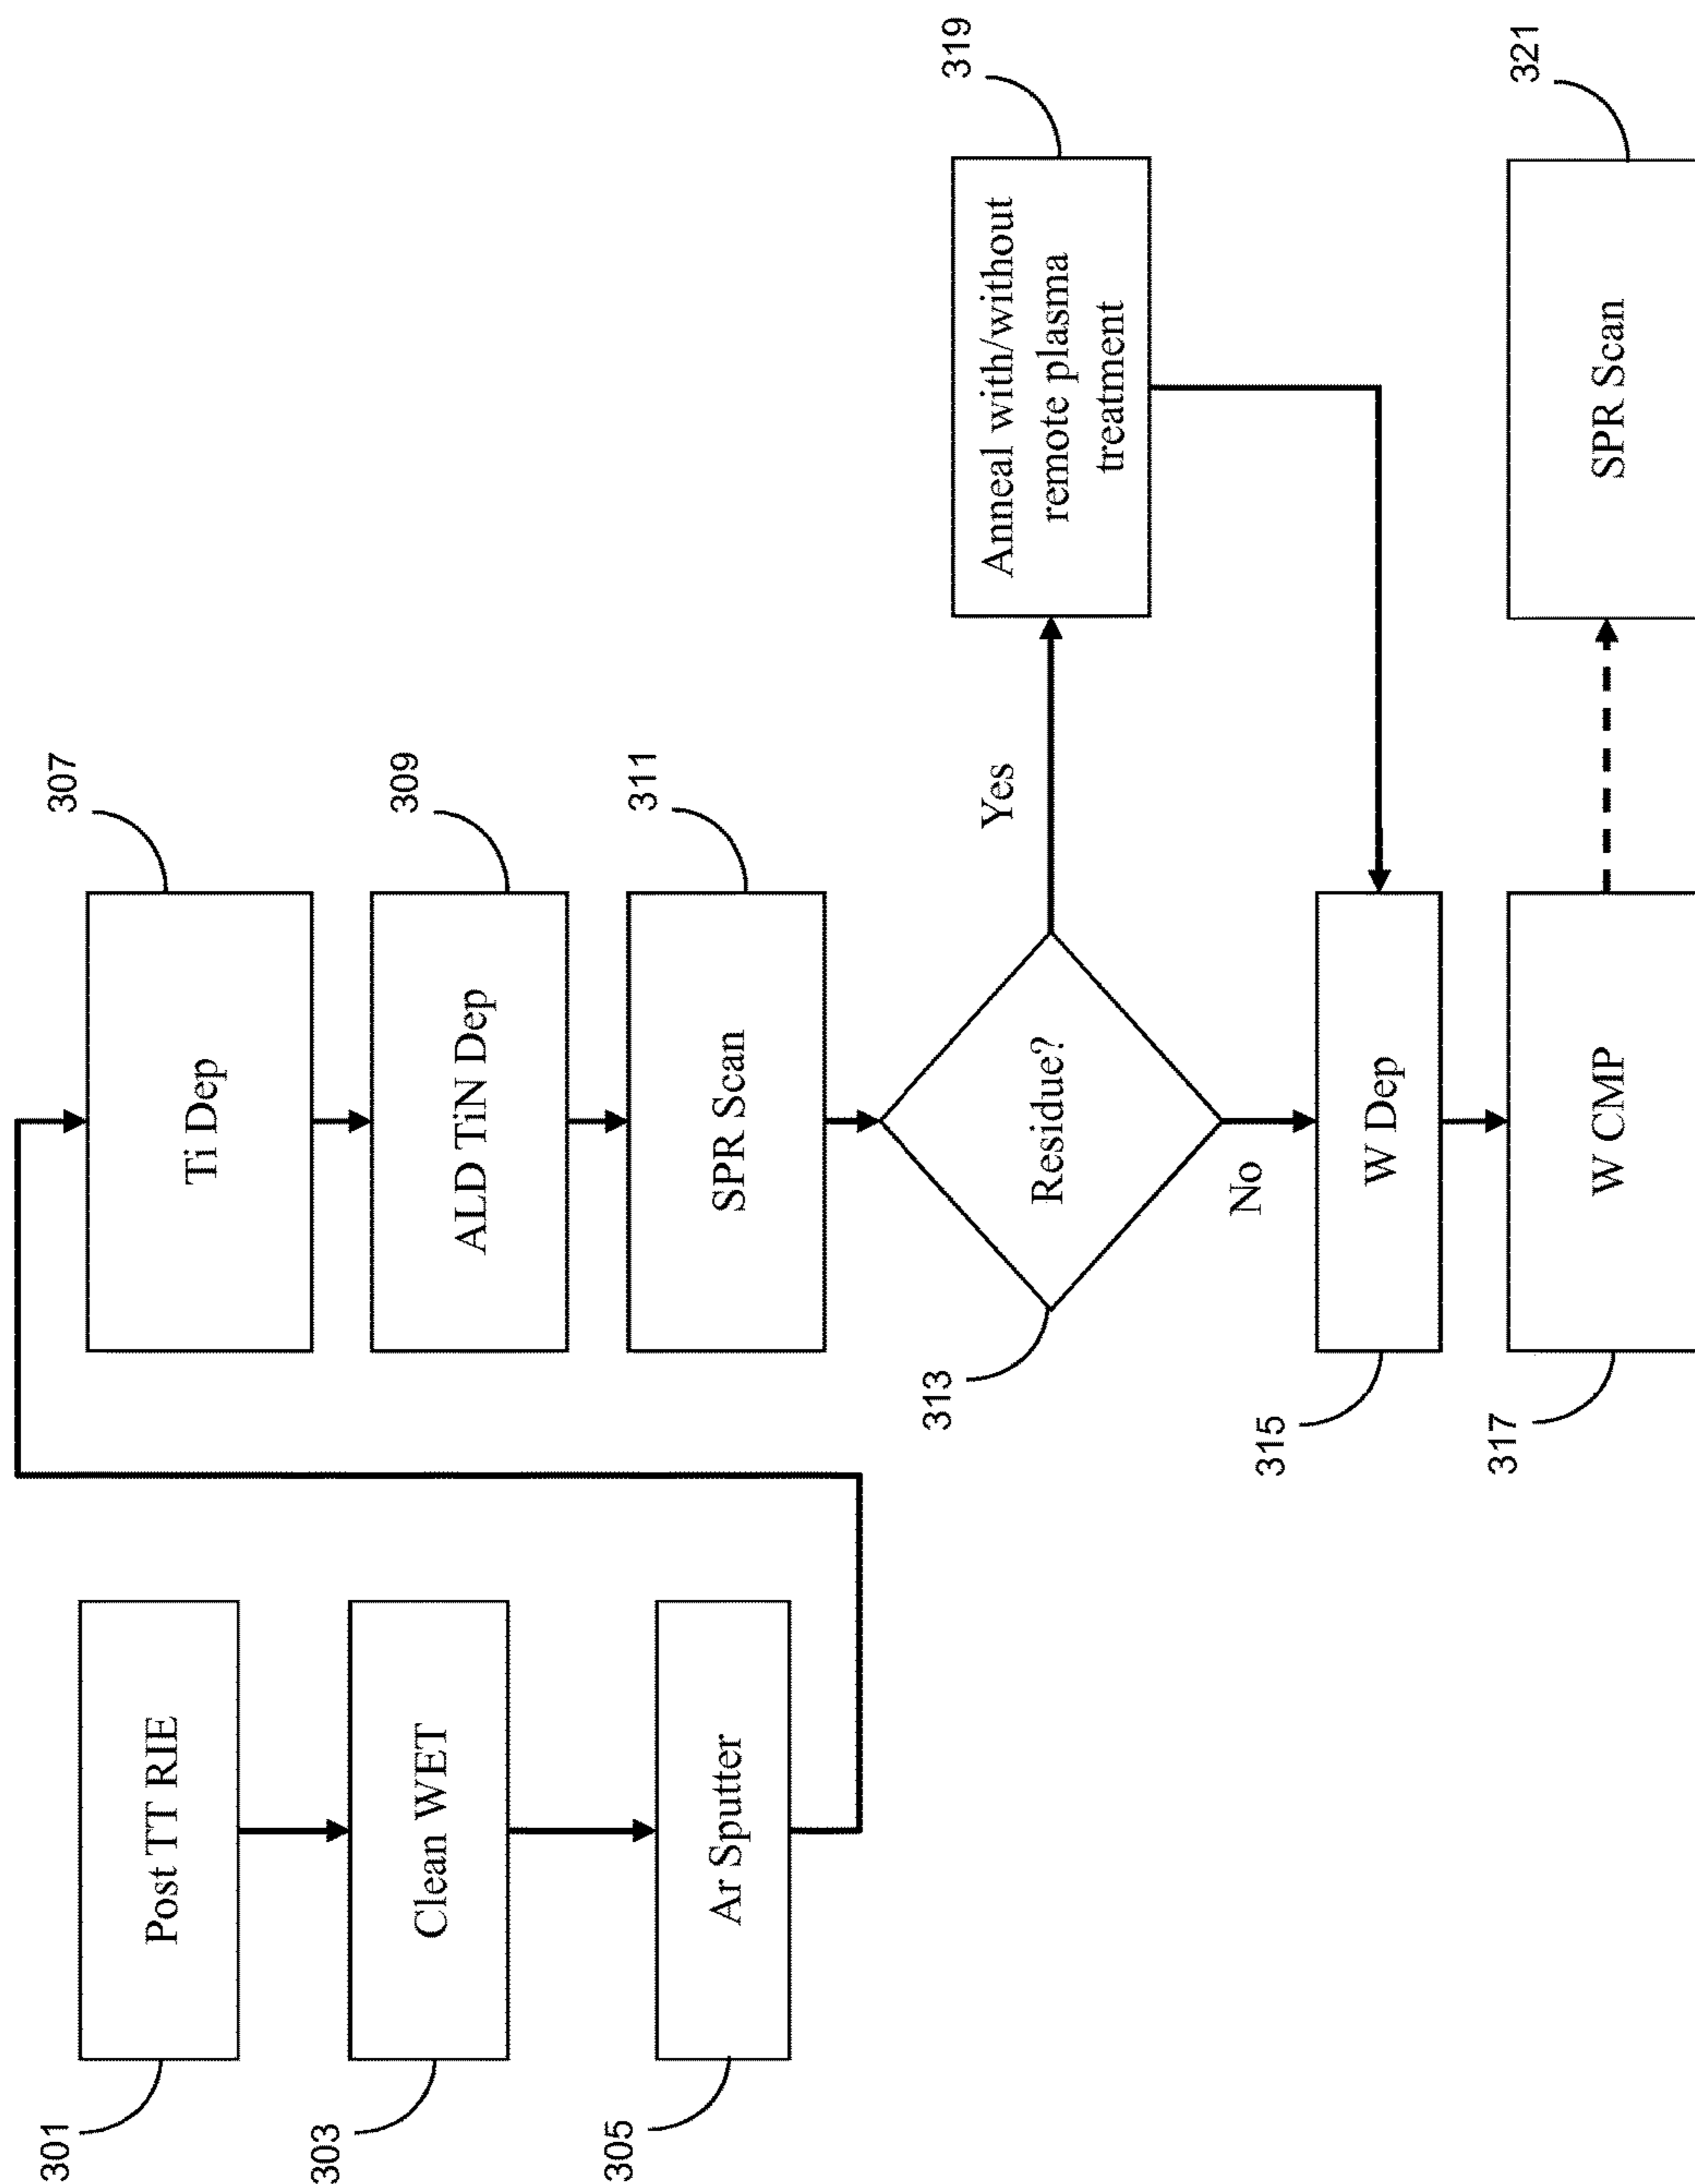 301
Post TT RIE
303
Clean WET
305
Ar Sputter
307
Ti Dep
309
ALD TiN Dep
311
SPR Scan
313
Residue?
Yes
No
319
Anneal with/without
remote plasma
treatment
315
W Dep
317
W CMP
321
SPR Scan